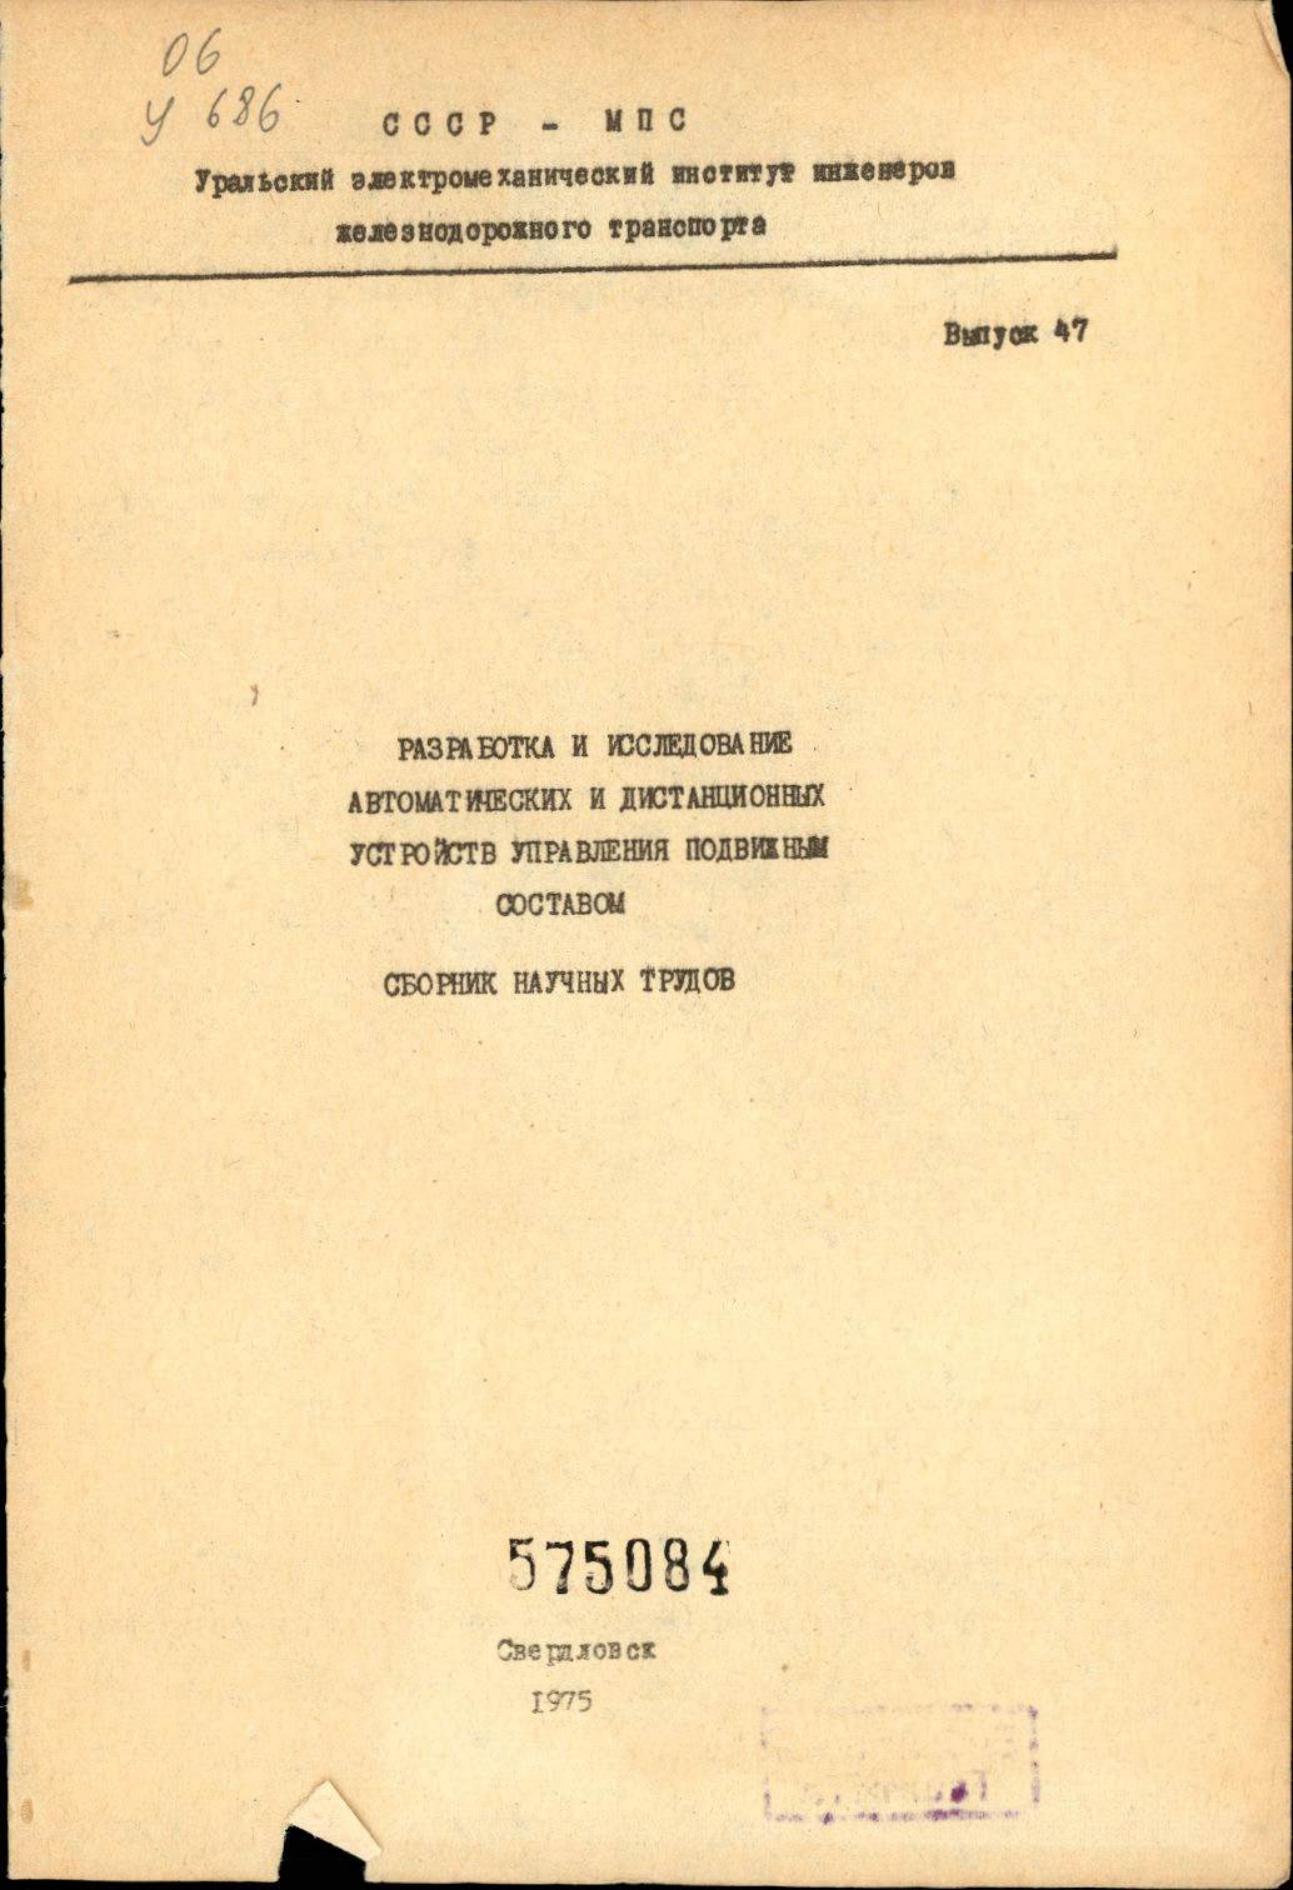 06
У 686
СССР - МПС
Уральский электромеханический институт инженеров
железнодорожного транспорта
Выпуск 47
РАЗРАБОТКА И ИССЛЕДОВАНИЕ
АВТОМАТИЧЕСКИХ И ДИСТАНЦИОННЫХ
УСТРОЙСТВ УПРАВЛЕНИЯ ПОДВИЖНЫМ
СОСТАВОМ
СБОРНИК НАУЧНЫХ ТРУДОВ
575084
Свердловск
1975